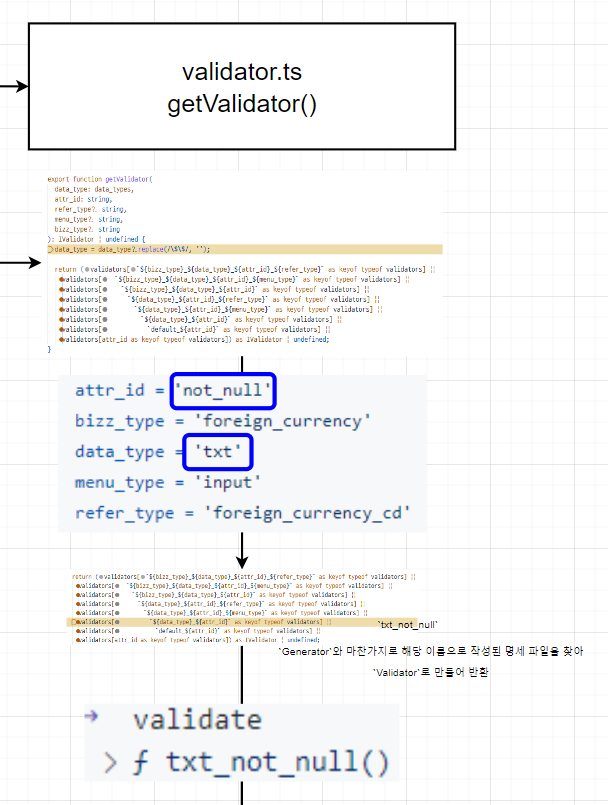 validator.ts
getValidator()
export function getValidator(
data_type: data_types,
attr_id: string,
refer_type?: string,
menu_type?: string,
bizz_type?: string
): IValidator | undefined {
data_type = data_type?.replace(/\$\$/, '');
return (validators[`${bizz_type}_${data_type}_${attr_id}_${refer_type}` as keyof typeof validators] ||
validators[`${bizz_type}_${data_type}_${attr_id}_${menu_type}` as keyof typeof validators] ||
validators[`${bizz_type}_${data_type}_${attr_id}` as keyof typeof validators] ||
validators[`${data_type}_${attr_id}_${refer_type}` as keyof typeof validators] ||
validators[`${data_type}_${attr_id}_${menu_type}` as keyof typeof validators] ||
validators[`${data_type}_${attr_id}` as keyof typeof validators] ||
validators[`default_${attr_id}` as keyof typeof validators] ||
validators[attr_id as keyof typeof validators]) as IValidator | undefined;
}
attr_id = 'not_null'
bizz_type = 'foreign_currency'
data_type = 'txt'
menu_type = 'input'
refer_type = 'foreign_currency_cd'
return (validators[`${bizz_type}_${data_type}_${attr_id}_${refer_type}` as keyof typeof validators] ||
validators[`${bizz_type}_${data_type}_${attr_id}_${menu_type}` as keyof typeof validators] ||
validators[`${bizz_type}_${data_type}_${attr_id}` as keyof typeof validators] ||
validators[`${data_type}_${attr_id}_${refer_type}` as keyof typeof validators] ||
validators[`${data_type}_${attr_id}_${menu_type}` as keyof typeof validators] ||
validators[`${data_type}_${attr_id}` as keyof typeof validators] || `txt_not_null`
validators[`default_${attr_id}` as keyof typeof validators] ||
validators[attr_id as keyof typeof validators]) as IValidator | undefined;
`Generator`와 마찬가지로 해당 이름으로 작성된 명세 파일을 찾아
`Validator`로 만들어 반환
validate
> ƒ txt_not_null()